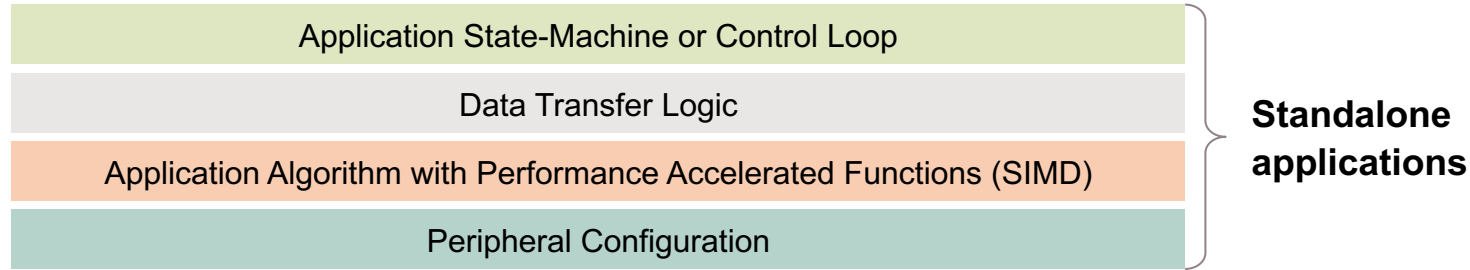 Application State-Machine or Control Loop
Data Transfer Logic
Application Algorithm with Performance Accelerated Functions (SIMD)
Peripheral Configuration
Standalone
applications